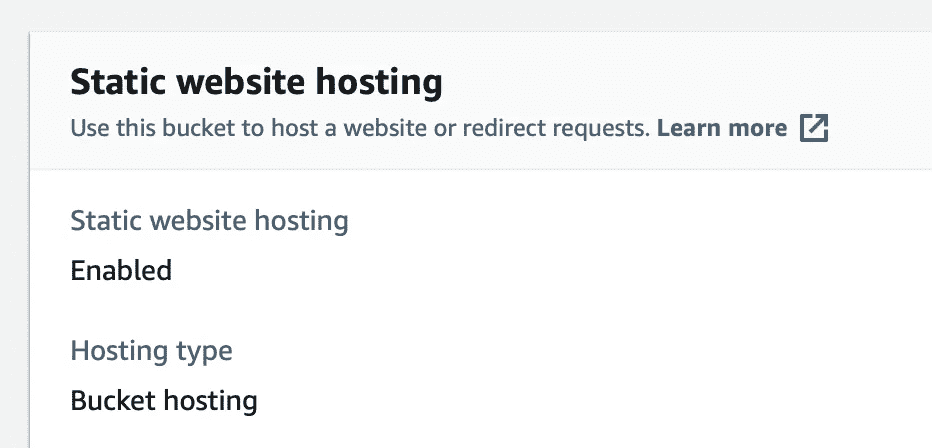 Static website hosting
Use this bucket to host a website or redirect requests. Learn more
Static website hosting
Enabled
Hosting type
Bucket hosting